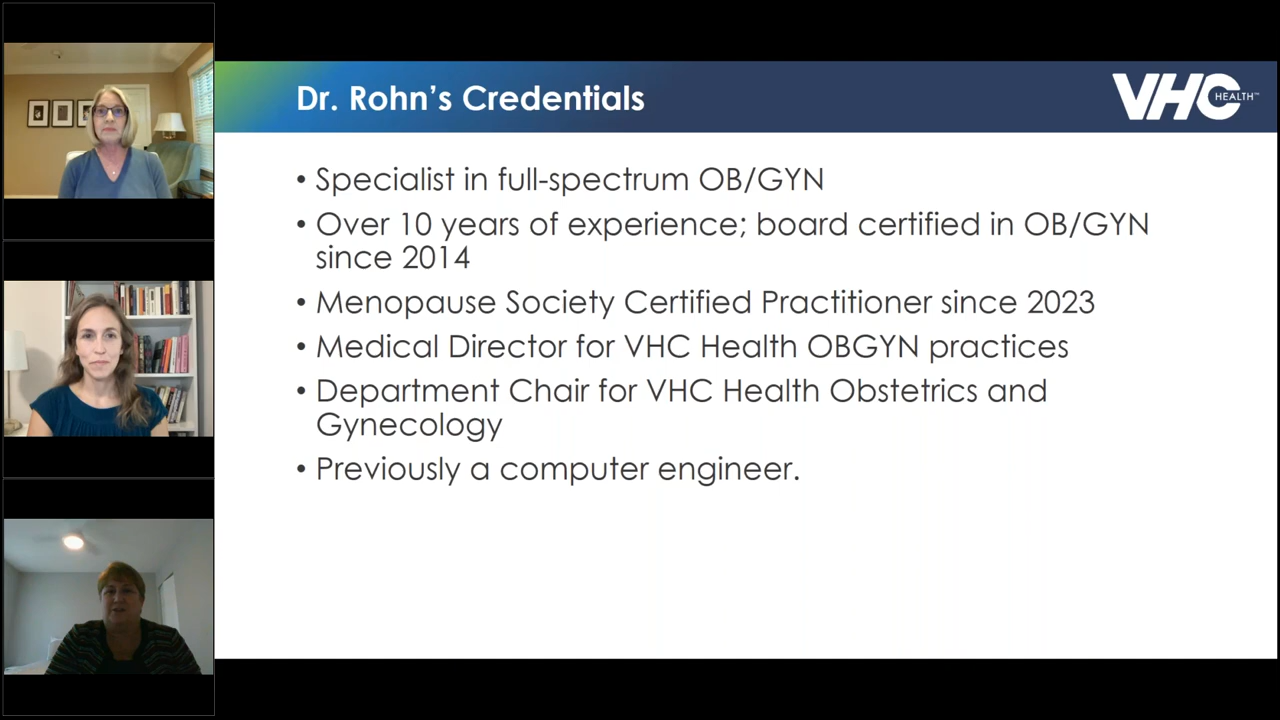 Dr. Rohn's Credentials
VHC
HEALTH™
• Specialist in full-spectrum OB/GYN
• Over 10 years of experience; board certified in OB/GYN
since 2014
• Menopause Society Certified Practitioner since 2023
• Medical Director for VHC Health OBGYN practices
• Department Chair for VHC Health Obstetrics and
Gynecology
• Previously a computer engineer.